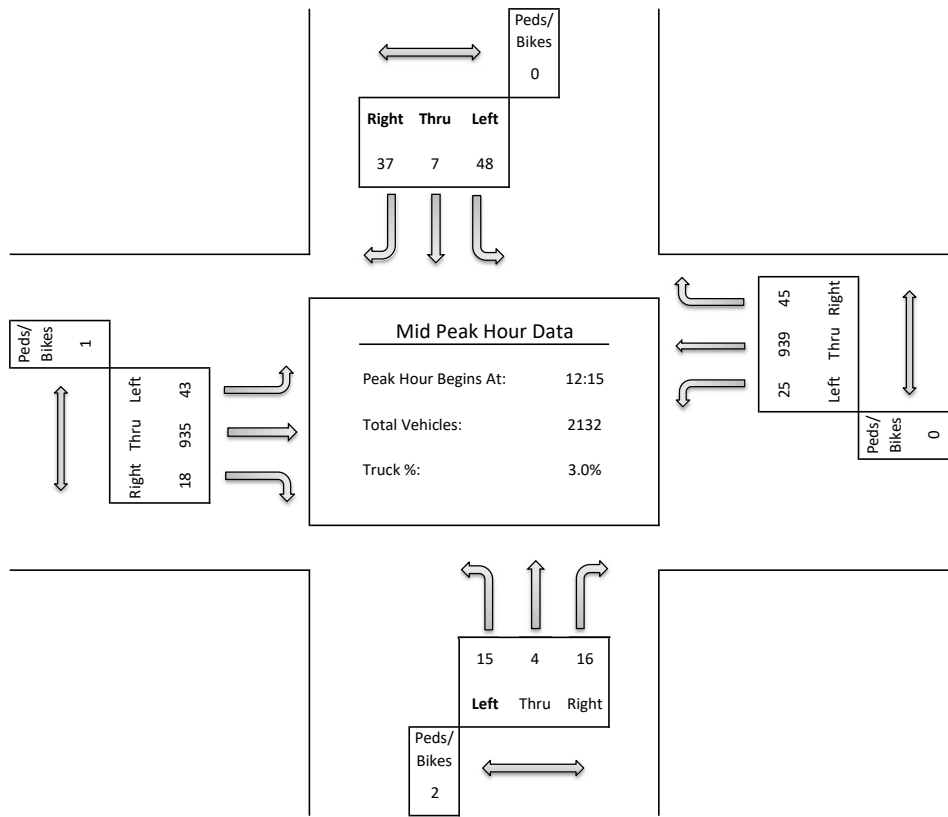 Peds/
Bikes
0
Right Thru Left
37 7 48
Peds/
Bikes
1
Left 43
Thru 935
Right 18
Mid Peak Hour Data
Peak Hour Begins At: 12:15
Total Vehicles: 2132
Truck %: 3.0%
45 Right
939 Thru
25 Left
Peds/
Bikes
0
15 4 16
Left Thru Right
Peds/
Bikes
2